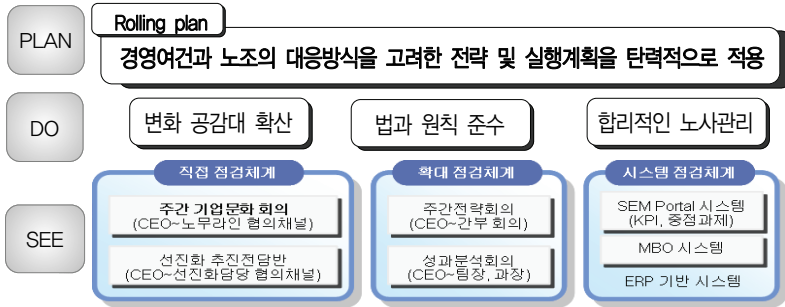 PLAN
Rolling plan
경영여건과 노조의 대응방식을 고려한 전략 및 실행계획을 탄력적으로 적용
DO
변화 공감대 확산
법과 원칙 준수
합리적인 노사관리
SEE
직접 점검체계
주간 기업문화 회의
(CEO~노무라인 협의채널)
선진화 추진전담반
(CEO~선진화담당 협의채널)
확대 점검체계
주간전략회의
(CEO~간부 회의)
성과분석회의
(CEO~팀장, 과장)
시스템 점검체계
SEM Portal 시스템
(KPI, 중점과제)
MBO 시스템
ERP 기반 시스템